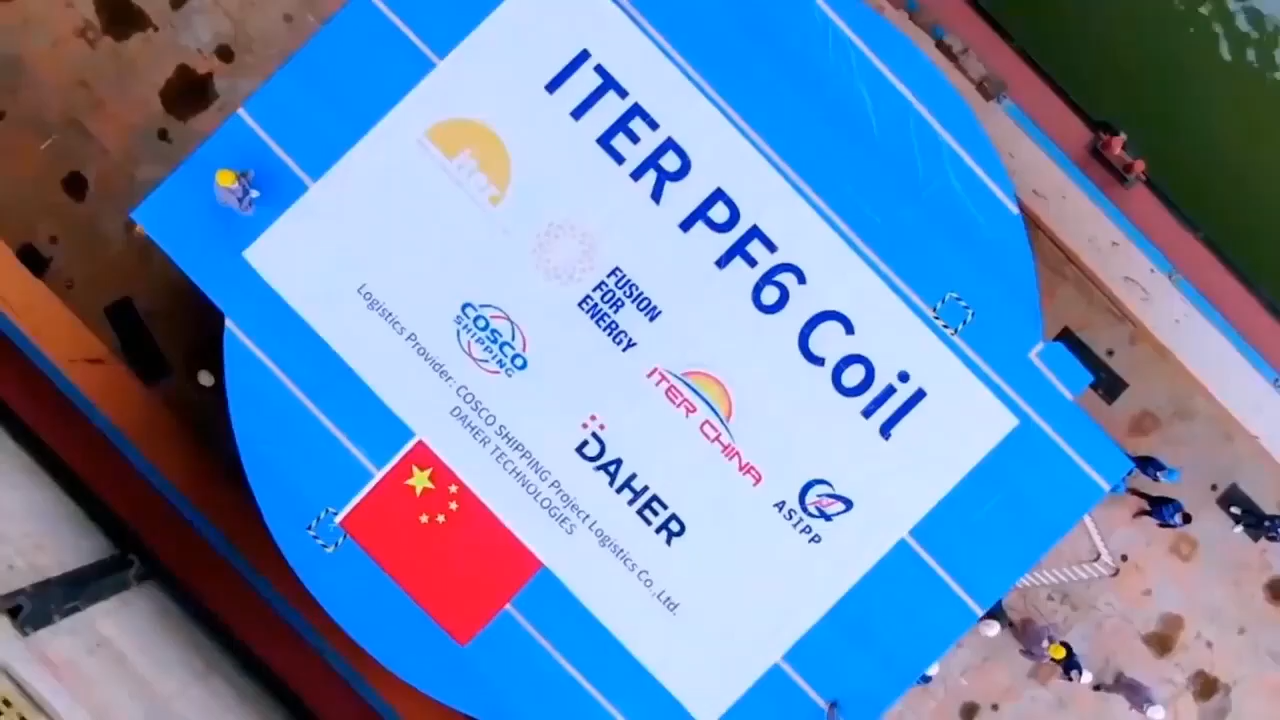 ITER PF6 Coil
iter
FUSION
FOR
ENERGY
ITER CHINA
ASIPP
COSCO
SHIPPING
DAHER
Logistics Provider: COSCO SHIPPING Project Logistics Co.,Ltd.
DAHER TECHNOLOGIES